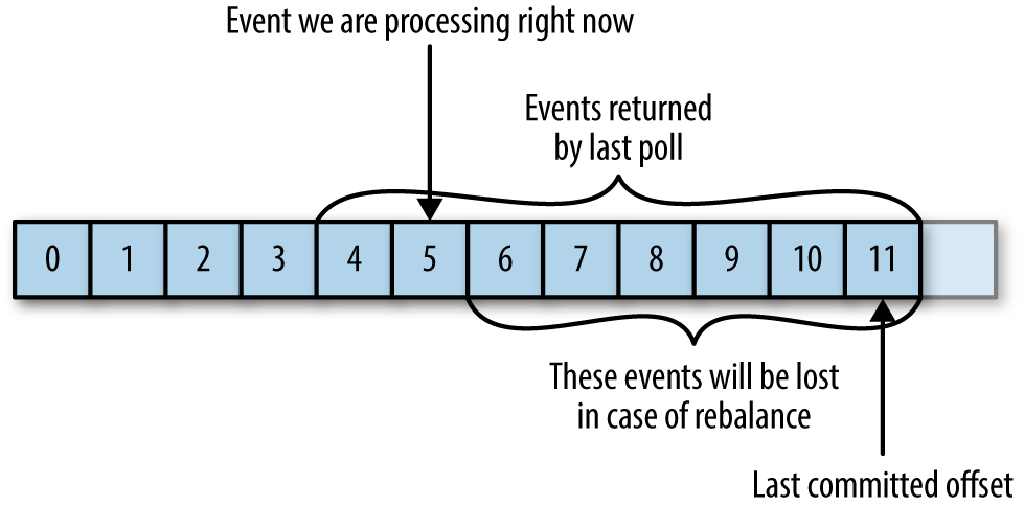 Event we are processing right now
Events returned
by last poll
0 1 2 3 4 5 6 7 8 9 10 11
These events will be lost
in case of rebalance
Last committed offset